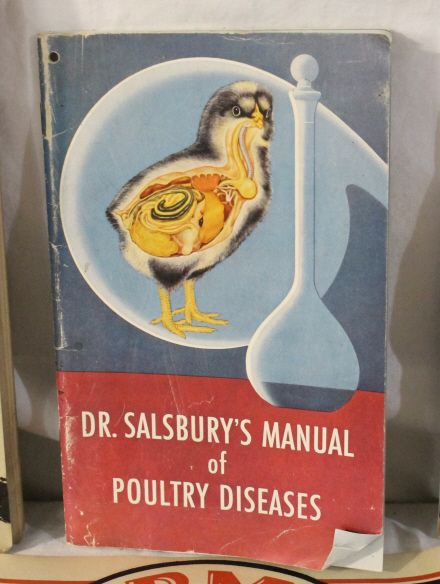 DR. SALSBURY'S MANUAL
of
POULTRY DISEASES